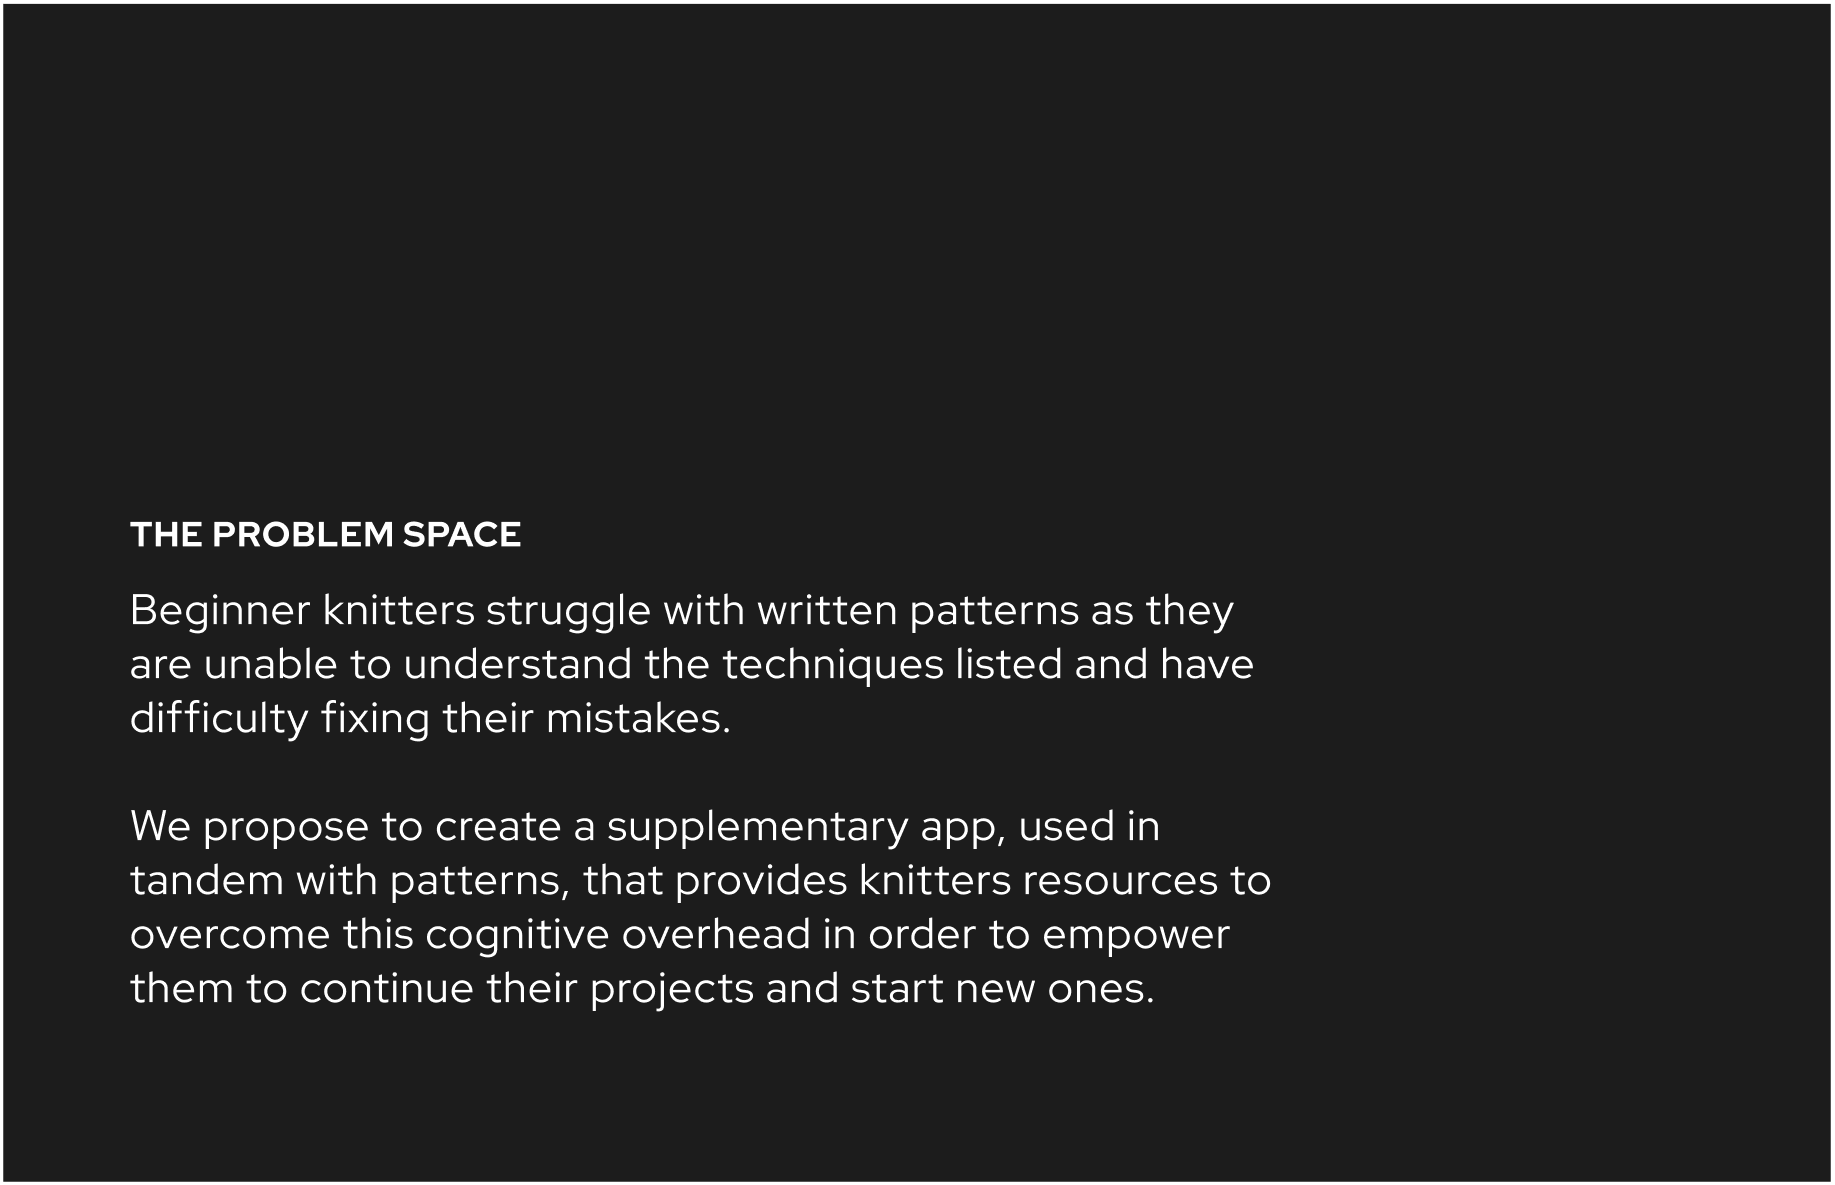 THE PROBLEM SPACE
Beginner knitters struggle with written patterns as they
are unable to understand the techniques listed and have
difficulty fixing their mistakes.
We propose to create a supplementary app, used in
tandem with patterns, that provides knitters resources to
overcome this cognitive overhead in order to empower
them to continue their projects and start new ones.